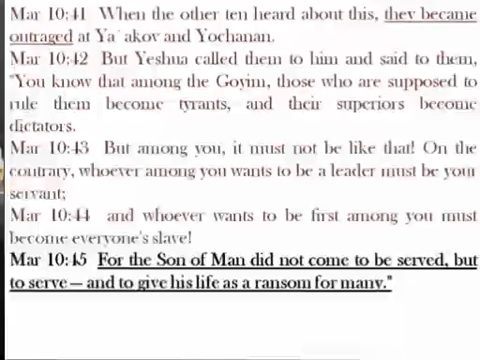 Mar 10:41 When the other ten heard about this, they became
outraged at Ya`akov and Yochanan.
Mar 10:42 But Yeshua called them to him and said to them,
"You know that among the Goyim, those who are supposed to
rule them become tyrants, and their superiors become
dictators.
Mar 10:43 But among you, it must not be like that! On the
contrary, whoever among you wants to be a leader must be your
servant;
Mar 10:44 and whoever wants to be first among you must
become everyone's slave!
Mar 10:45 For the Son of Man did not come to be served, but
to serve — and to give his life as a ransom for many."